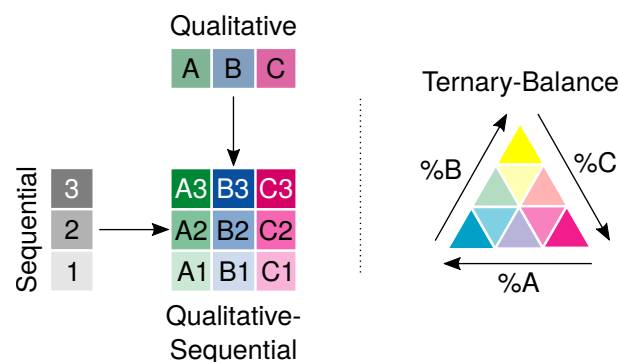 Qualitative
A B C
Sequential
3
2
1
A3 B3 C3
A2 B2 C2
A1 B1 C1
Qualitative-
Sequential
Ternary-Balance
%B
%C
%A